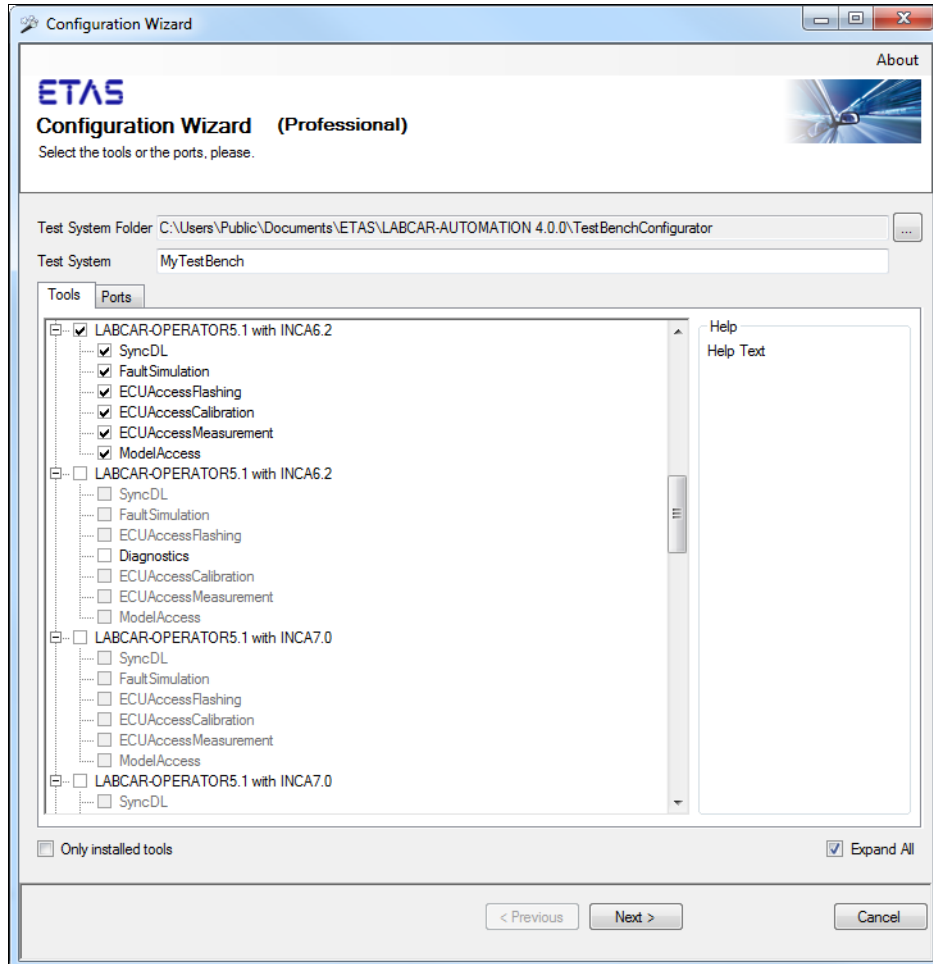 Configuration Wizard
About
ETAS
Configuration Wizard (Professional)
Select the tools or the ports, please.
Test System Folder C:\Users\Public\Documents\ETAS\LABCAR-AUTOMATION 4.0.0\TestBenchConfigurator ...
Test System MyTestBench
Tools Ports
LABCAR-OPERATOR5.1 with INCA6.2
SyncDL
FaultSimulation
ECUAccessFlashing
ECUAccessCalibration
ECUAccessMeasurement
ModelAccess
LABCAR-OPERATOR5.1 with INCA6.2
SyncDL
FaultSimulation
ECUAccessFlashing
Diagnostics
ECUAccessCalibration
ECUAccessMeasurement
ModelAccess
LABCAR-OPERATOR5.1 with INCA7.0
SyncDL
FaultSimulation
ECUAccessFlashing
ECUAccessCalibration
ECUAccessMeasurement
ModelAccess
LABCAR-OPERATOR5.1 with INCA7.0
SyncDL
Help
Help Text
Only installed tools
Expand All
< Previous Next > Cancel